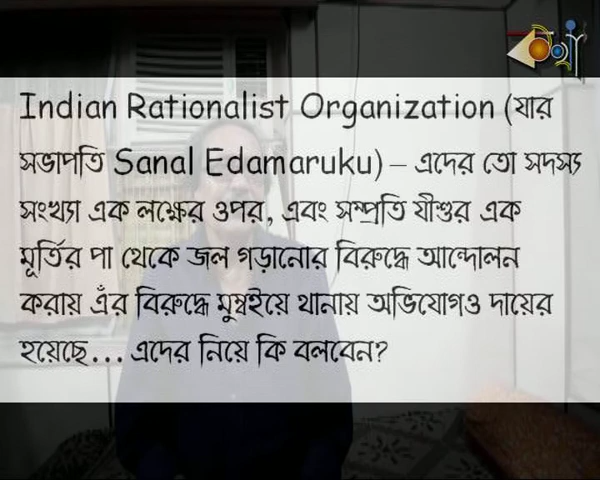 Indian Rationalist Organization (যার
সভাপতি Sanal Edamaruku) – এদের তো সদস্য
সংখ্যা এক লক্ষের ওপর, এবং সম্প্রতি যীশুর এক
মূর্তির পা থেকে জল গড়ানোর বিরুদ্ধে আন্দোলন
করায় এঁর বিরুদ্ধে মুম্বইয়ে থানায় অভিযোগও দায়ের
হয়েছে... এদের নিয়ে কি বলবেন?